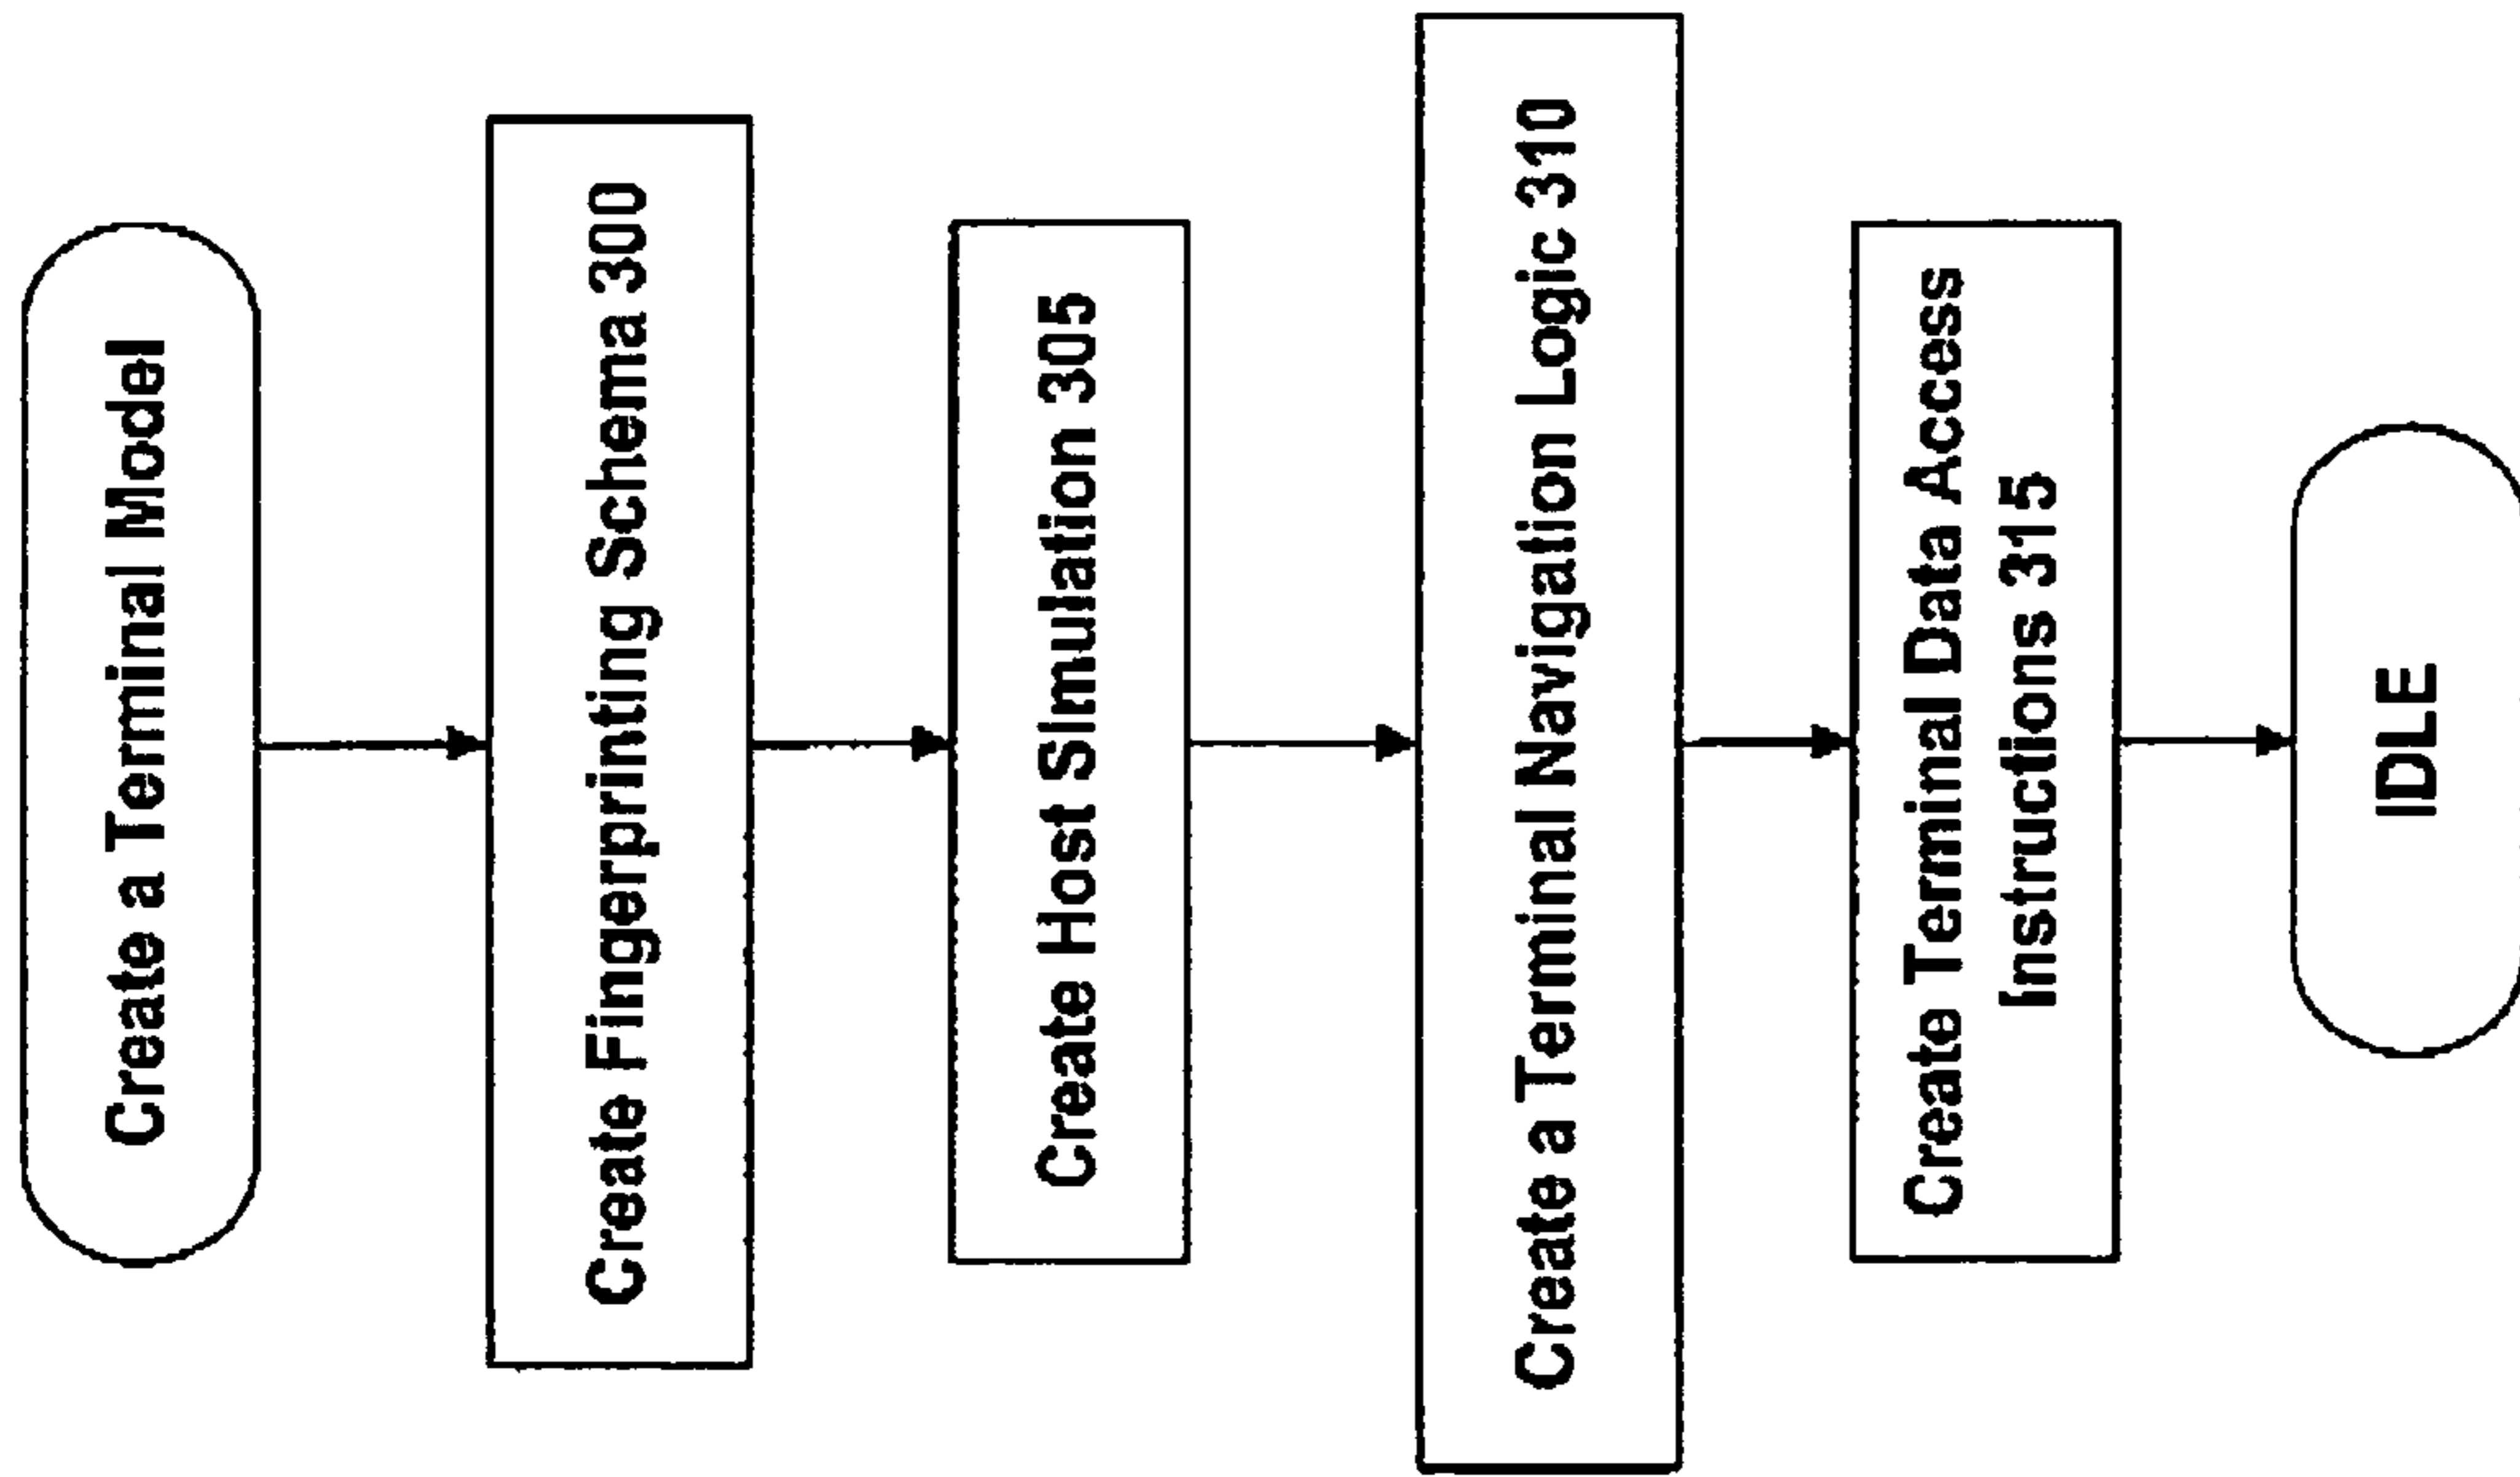 Create a Terminal Model
Create Fingerprinting Schema 300
Create Host Simulation 305
Create a Terminal Navigation Logic 310
Create Terminal Data Access
Instructions 315
IDLE